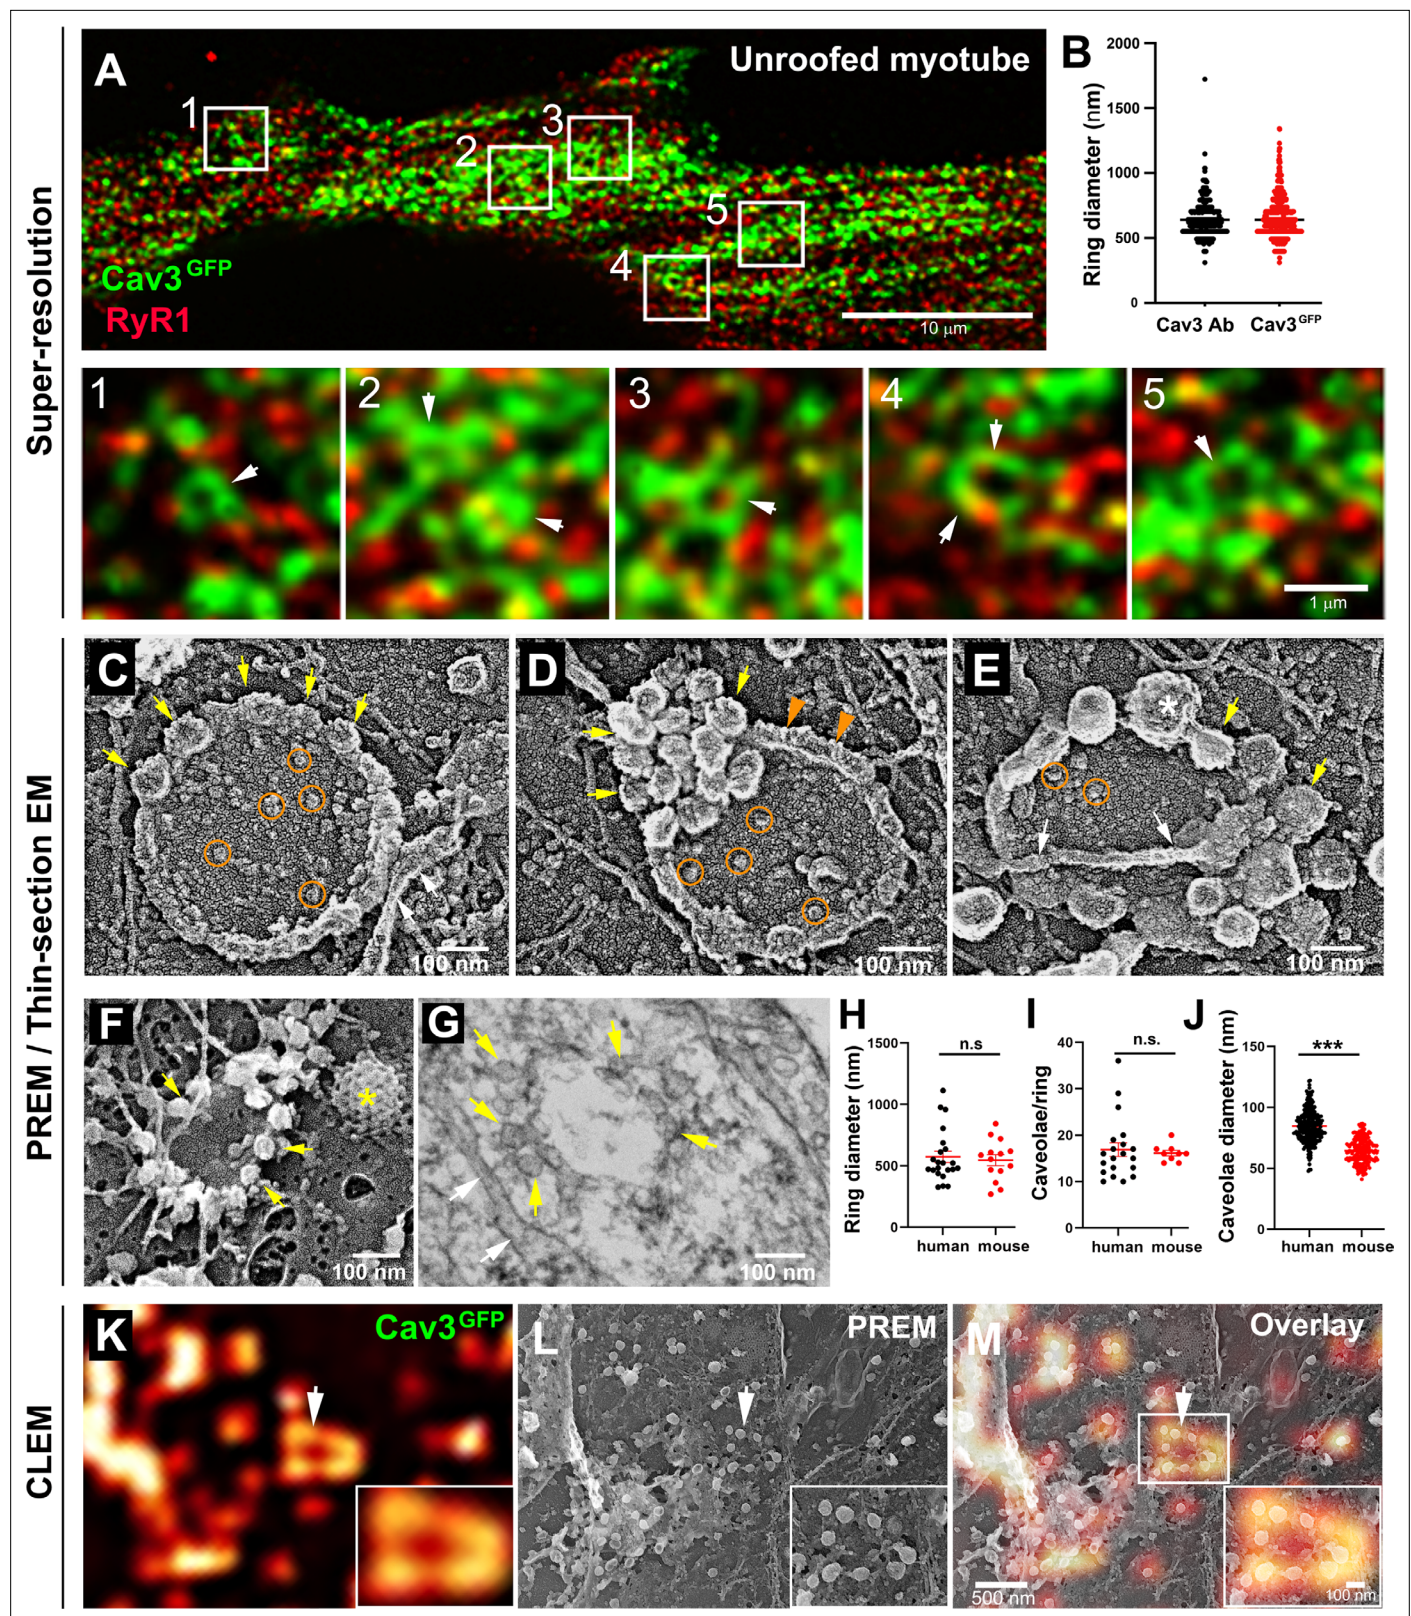 Super-resolution
A
Unroofed myotube
1
2
3
4
5
Cav3GFP
RyR1
10 μm
B
Ring diameter (nm)
2000
1500
1000
500
0
Cav3 Ab
Cav3GFP
1
2
3
4
5
1 μm
PREM / Thin-section EM
C
100 nm
D
100 nm
E
*
100 nm
F
*
100 nm
G
100 nm
H
Ring diameter (nm)
1500
1000
500
0
n.s
human
mouse
I
Caveolae/ring
40
30
20
10
0
n.s.
human
mouse
J
Caveolae diameter (nm)
150
100
50
0
***
human
mouse
CLEM
K
Cav3GFP
L
PREM
M
Overlay
500 nm
100 nm